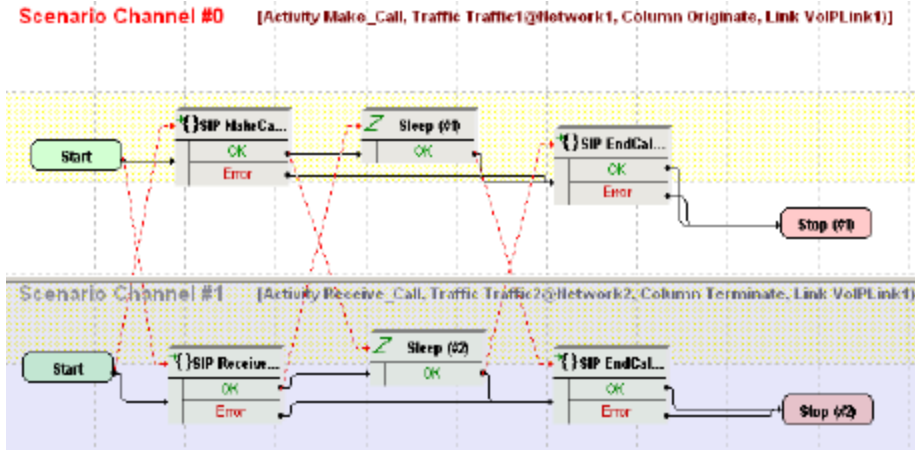 Scenario Channel #0 [Activity Make_Call, Traffic Traffic1@Network1, Column Originate, Link VoIPLink1)]
{}SIP MakeCa...
OK
Error
Sleep (#1)
OK
{}SIP EndCal...
OK
Error
Start
Stop (#1)
Scenario Channel #1 [Activity Receive_Call, Traffic Traffic2@Network2, Column Terminate, Link VoIPLink1)
{}SIP Receive...
OK
Error
Sleep (#2)
OK
{}SIP EndCal...
OK
Error
Start
Stop (#2)